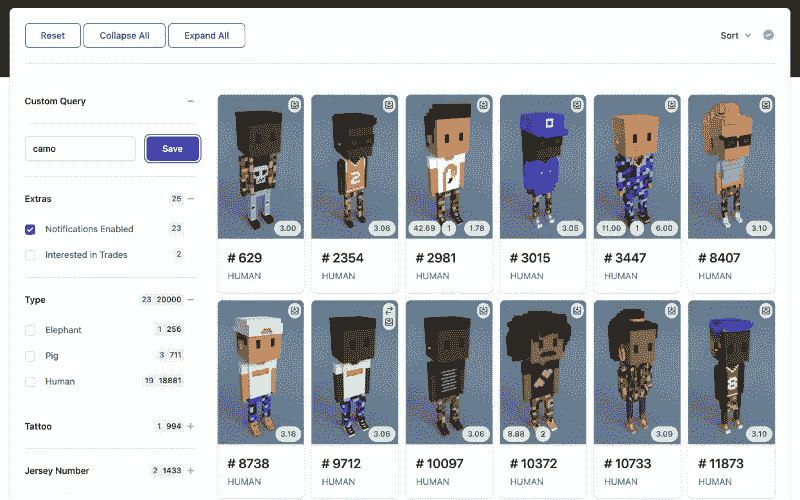 Reset Collapse All Expand All Sort
Custom Query
camo Save
Extras 25
Notifications Enabled 23
Interested in Trades 2
Type 23 20000
Elephant 1 256
Pig 3 711
Human 19 18881
Tattoo 1 994
Jersey Number 2 1433
3.00 2 3.06 42.69 1 1.76 3.05 11.00 1 6.00 3.10
# 629 # 2354 # 2981 # 3015 # 3447 # 8407
HUMAN HUMAN HUMAN HUMAN HUMAN HUMAN
3.16 3.06 3.06 8.88 2 3.09 8 3.19
# 8738 # 9712 # 10097 # 10372 # 10733 # 11873
HUMAN HUMAN HUMAN HUMAN HUMAN HUMAN